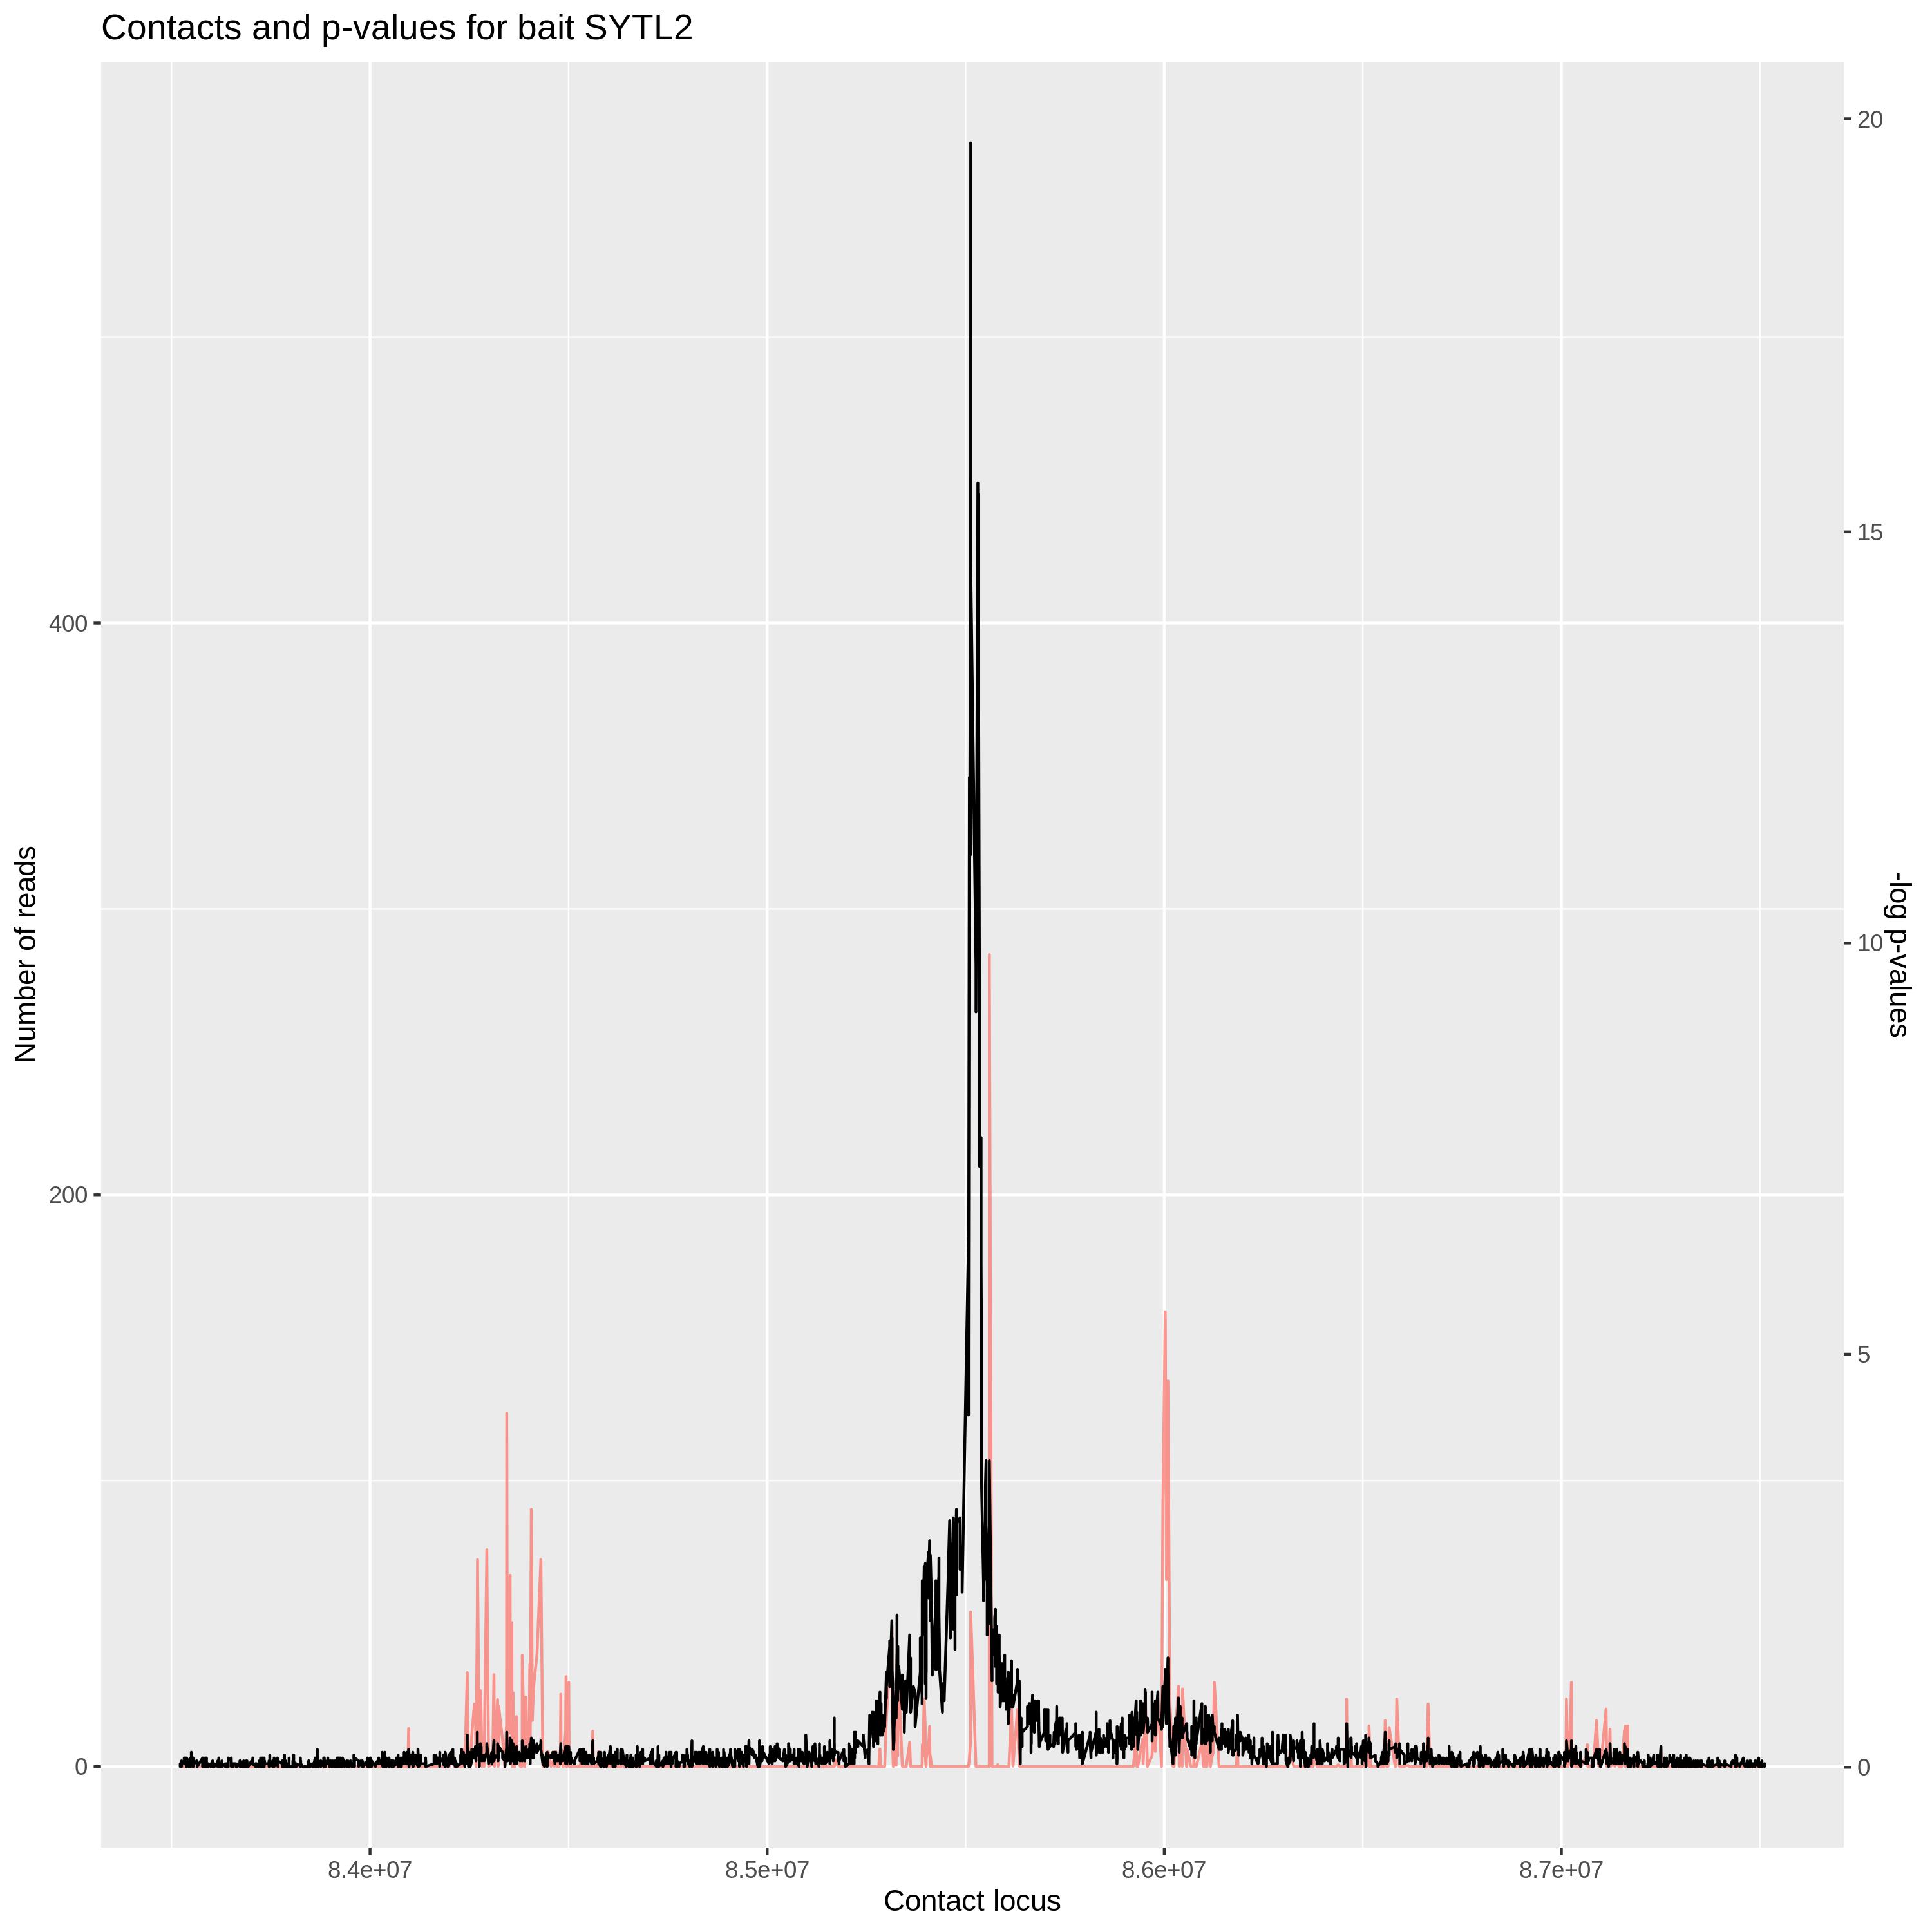 Contacts and p-values for bait SYTL2
20
15
400
10
Number of reads
-log p-values
200
5
0
0
8.4e+07
8.5e+07
8.6e+07
8.7e+07
Contact locus